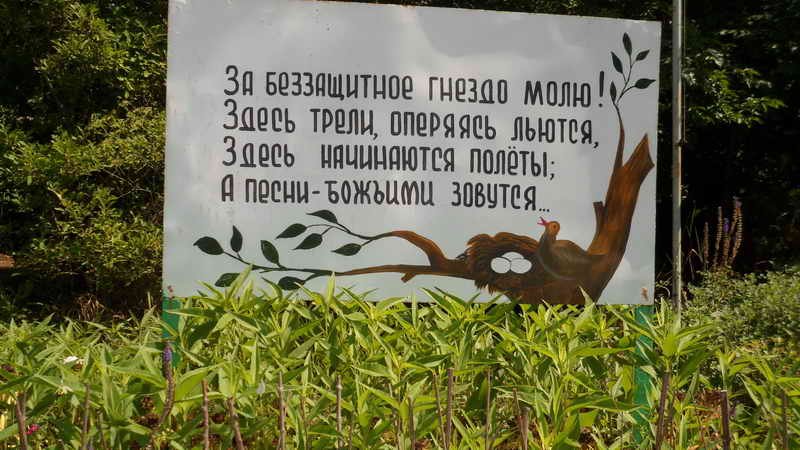 За беззащитное гнездо молю!
Здесь трели, оперяясь льются,
Здесь начинаются полёты;
А песни-божьими зовутся...